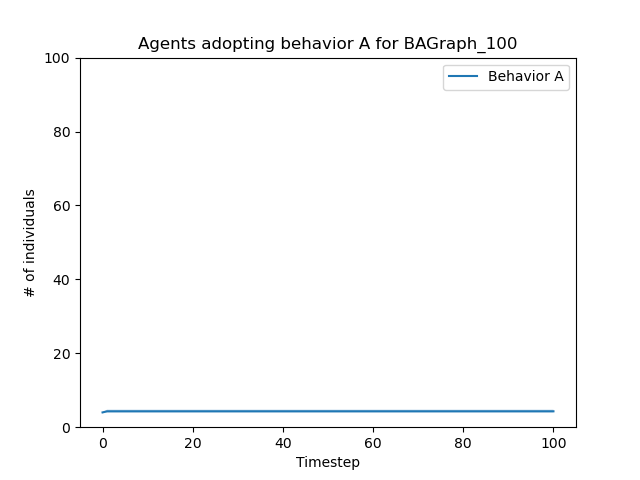 Agents adopting behavior A for BAGraph_100
Behavior A
100
80
60
40
20
0
# of individuals
0 20 40 60 80 100
Timestep